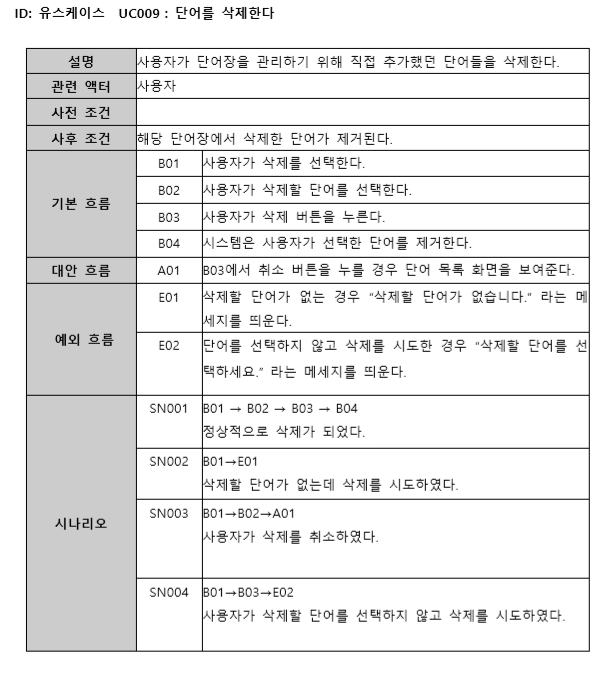 ID: 유스케이스 UC009 : 단어를 삭제한다
설명 사용자가 단어장을 관리하기 위해 직접 추가했던 단어들을 삭제한다.
관련 액터 사용자
사전 조건
사후 조건 해당 단어장에서 삭제한 단어가 제거된다.
기본 흐름
B01 사용자가 삭제를 선택한다.
B02 사용자가 삭제할 단어를 선택한다.
B03 사용자가 삭제 버튼을 누른다.
B04 시스템은 사용자가 선택한 단어를 제거한다.
대안 흐름 A01 B03에서 취소 버튼을 누를 경우 단어 목록 화면을 보여준다.
예외 흐름
E01 삭제할 단어가 없는 경우 “삭제할 단어가 없습니다.” 라는 메
세지를 띄운다.
E02 단어를 선택하지 않고 삭제를 시도한 경우 “삭제할 단어를 선
택하세요.” 라는 메세지를 띄운다.
시나리오
SN001 B01 → B02 → B03 → B04
정상적으로 삭제가 되었다.
SN002 B01→E01
삭제할 단어가 없는데 삭제를 시도하였다.
SN003 B01→B02→A01
사용자가 삭제를 취소하였다.
SN004 B01→B03→E02
사용자가 삭제할 단어를 선택하지 않고 삭제를 시도하였다.